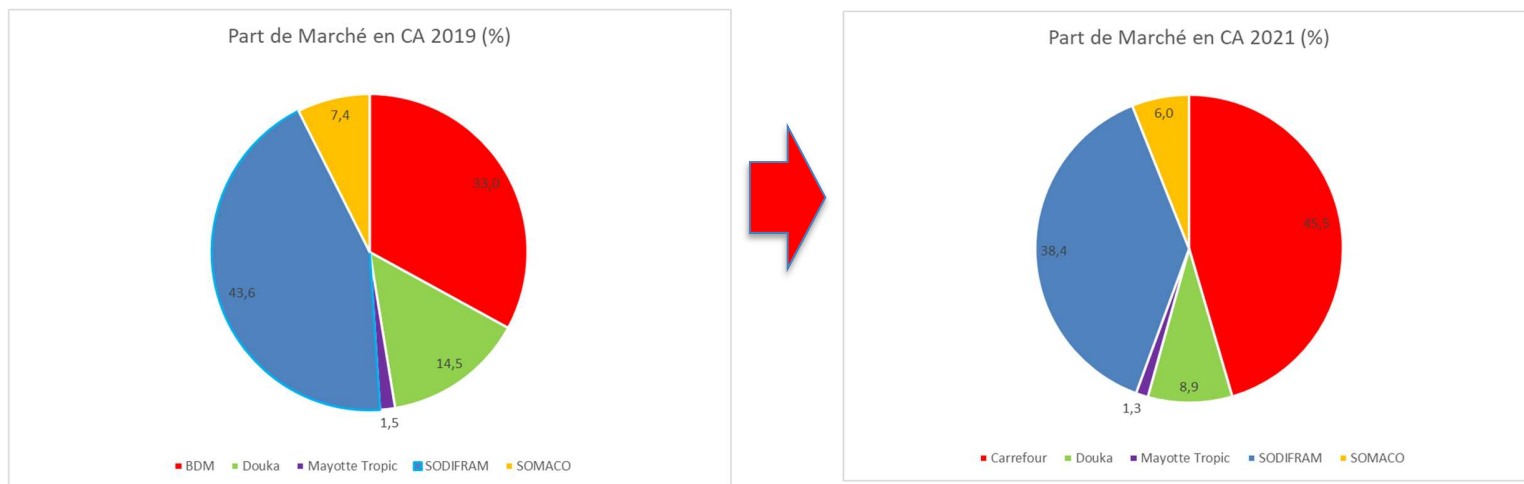 Part de Marché en CA 2019 (%)
7,4
33,0
43,6
14,5
1,5
BDM Douka Mayotte Tropic SODIFRAM SOMACO
Part de Marché en CA 2021 (%)
6,0
45,5
38,4
8,9
1,3
Carrefour Douka Mayotte Tropic SODIFRAM SOMACO